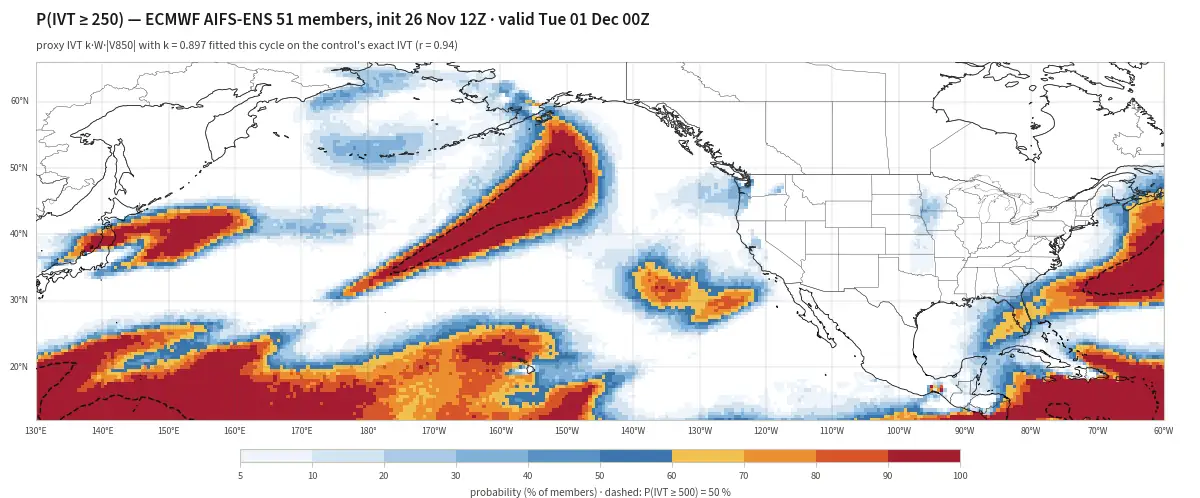 P(IVT ≥ 250) — ECMWF AIFS-ENS 51 members, init 26 Nov 12Z · valid Tue 01 Dec 00Z
proxy IVT k·W·|V850| with k = 0.897 fitted this cycle on the control's exact IVT (r = 0.94)
60°N
50°N
40°N
30°N
20°N
130°E 140°E 150°E 160°E 170°E 180° 170°W 160°W 150°W 140°W 130°W 120°W 110°W 100°W 90°W 80°W 70°W 60°W
5 10 20 30 40 50 60 70 80 90 100
probability (% of members) · dashed: P(IVT ≥ 500) = 50 %